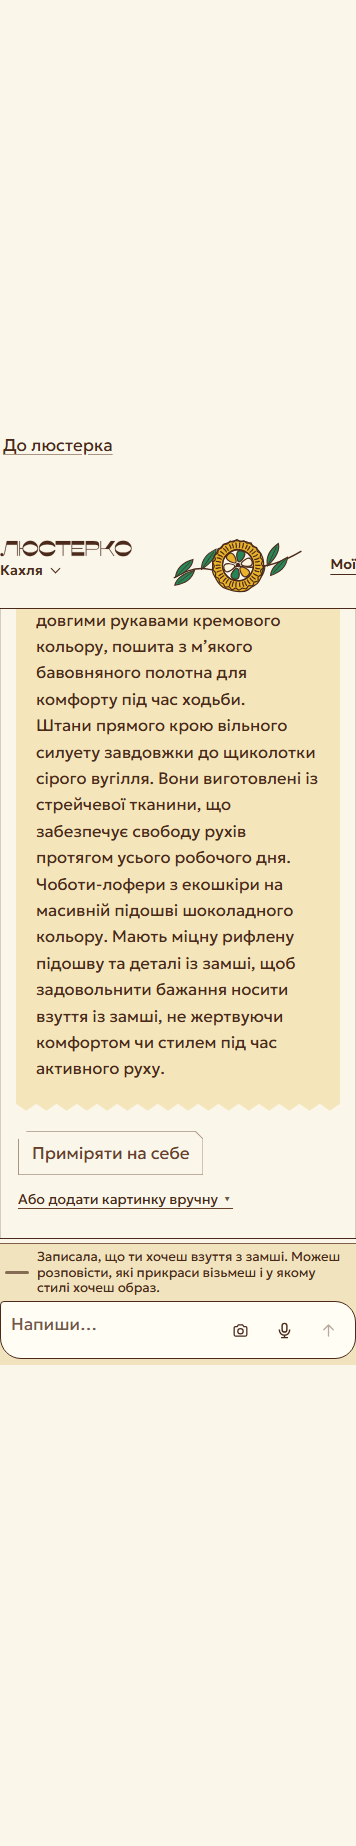 До люстерка
ЛЮСТЕРКО
Кахля
Мої
довгими рукавами кремового
кольору, пошита з м’якого
бавовняного полотна для
комфорту під час ходьби.
Штани прямого крою вільного
силуету завдовжки до щиколотки
сірого вугілля. Вони виготовлені із
стрейчевої тканини, що
забезпечує свободу рухів
протягом усього робочого дня.
Чоботи-лофери з екошкіри на
масивній підошві шоколадного
кольору. Мають міцну рифлену
підошву та деталі із замші, щоб
задовольнити бажання носити
взуття із замші, не жертвуючи
комфортом чи стилем під час
активного руху.
Приміряти на себе
Або додати картинку вручну
Записала, що ти хочеш взуття з замші. Можеш
розповісти, які прикраси візьмеш і у якому
стилі хочеш образ.
Напиши...